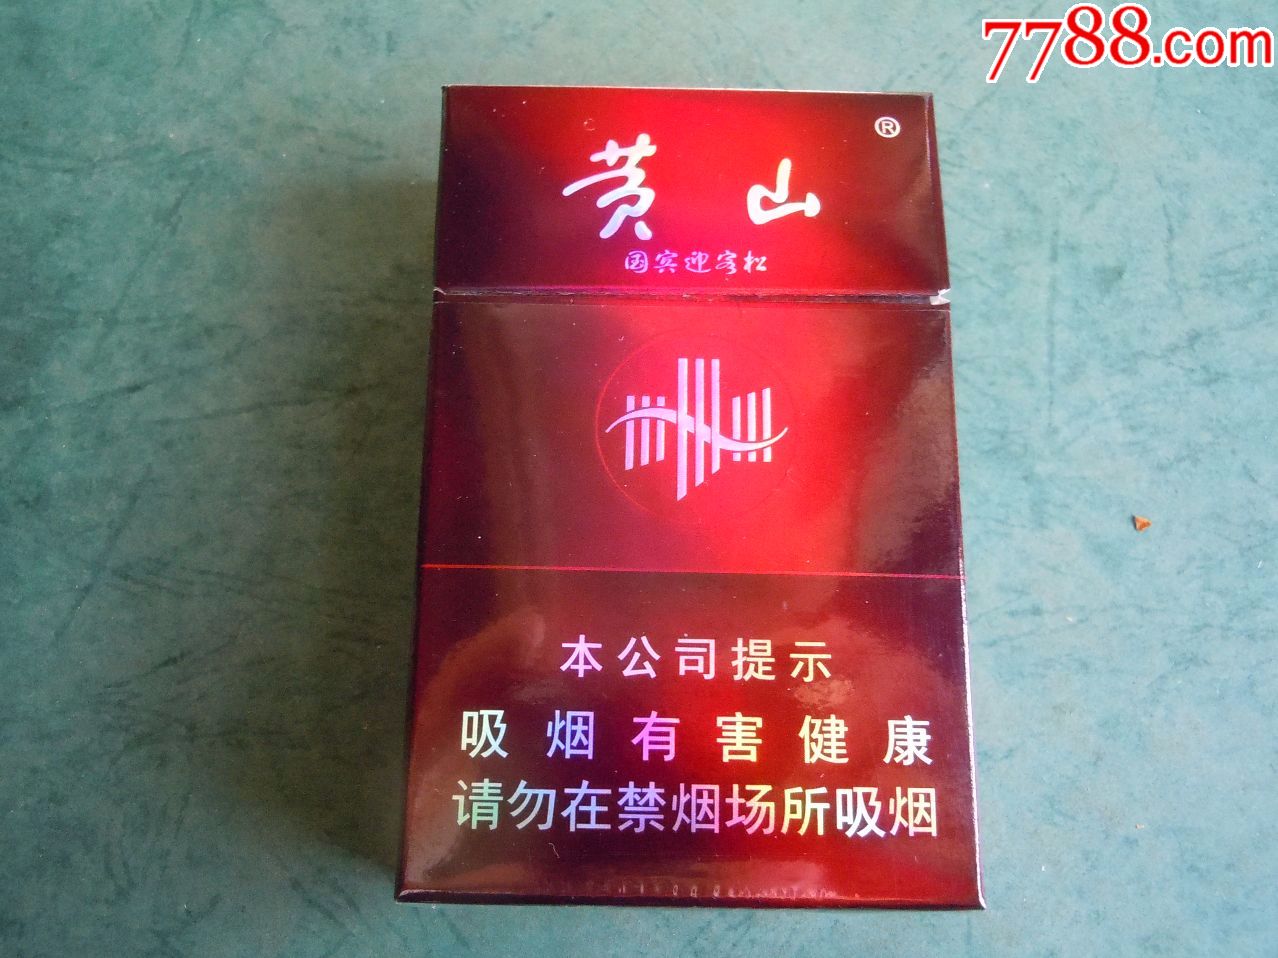 7788.com
黄山®
国宾迎客松
本公司提示
吸烟有害健康
请勿在禁烟场所吸烟